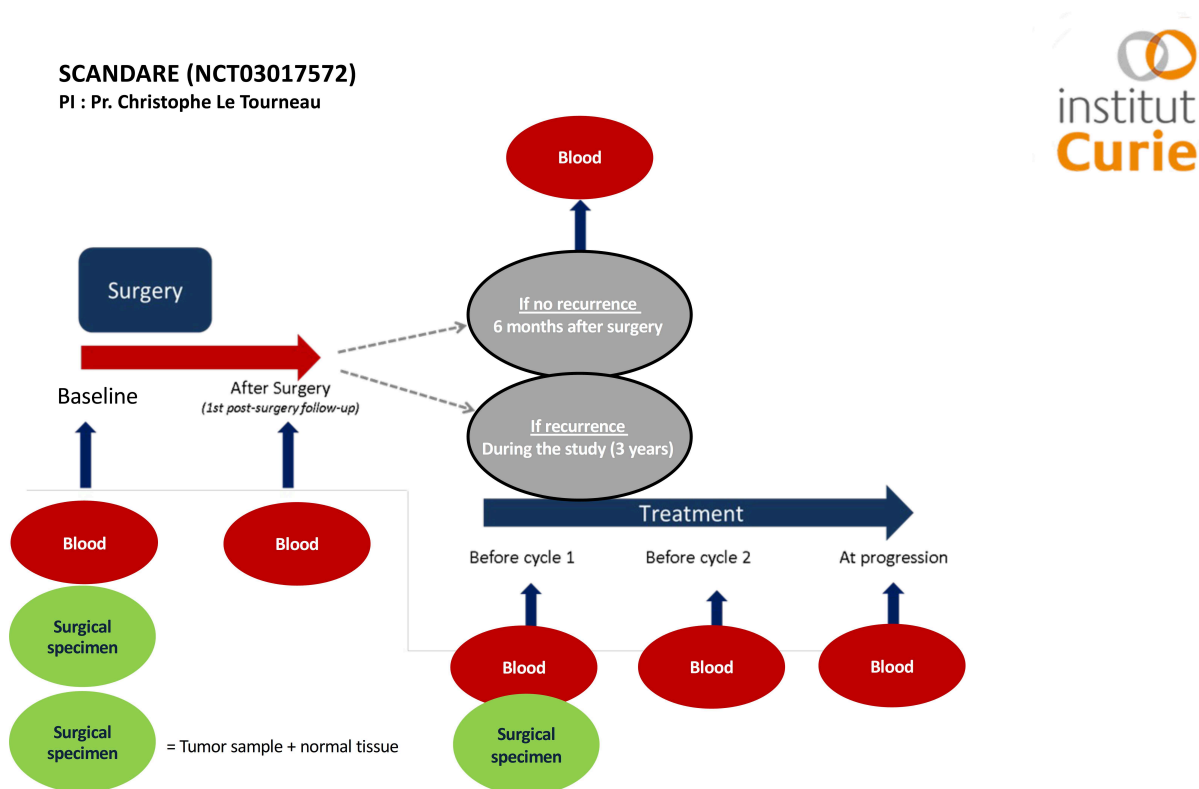 SCANDARE (NCT03017572)
PI : Pr. Christophe Le Tourneau
institut
Curie
Blood
Surgery
If no recurrence
6 months after surgery
Baseline
After Surgery
(1st post-surgery follow-up)
If recurrence
During the study (3 years)
Blood
Blood
Treatment
Before cycle 1
Before cycle 2
At progression
Surgical
specimen
Blood
Blood
Blood
Surgical
specimen
= Tumor sample + normal tissue
Surgical
specimen